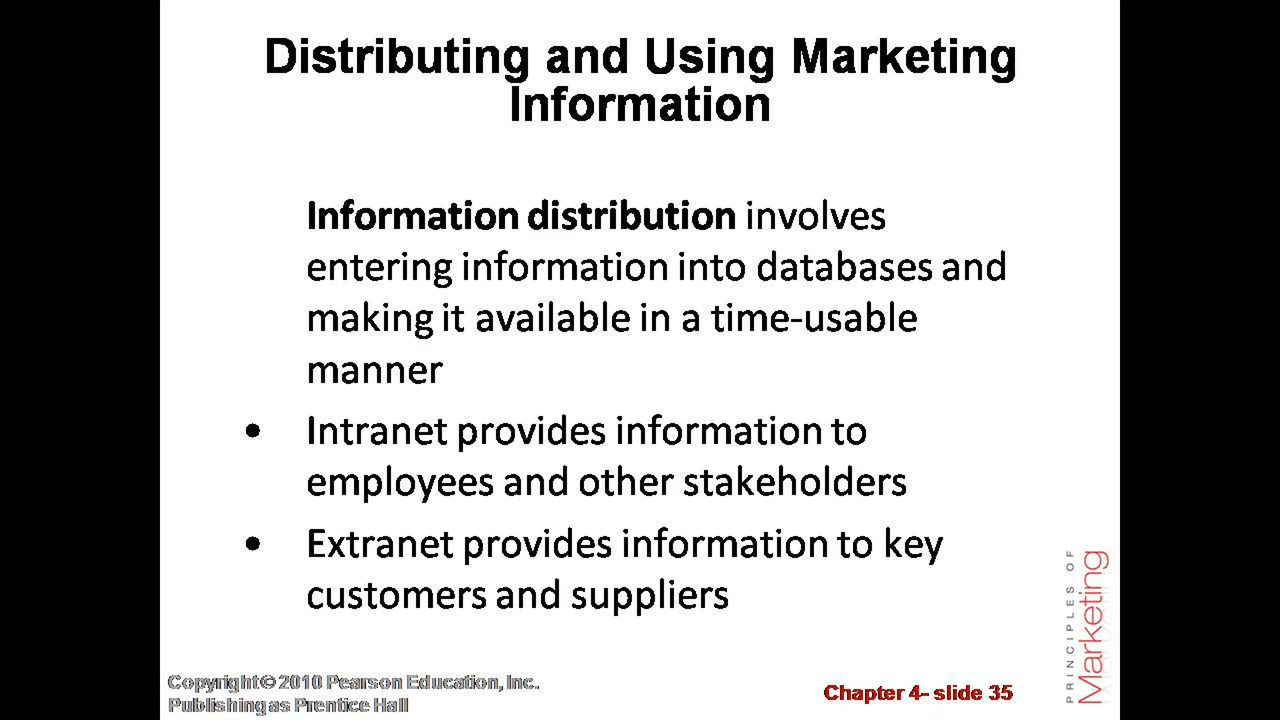 Distributing and Using Marketing
Information
Information distribution involves
entering information into databases and
making it available in a time-usable
manner
• Intranet provides information to
employees and other stakeholders
• Extranet provides information to key
customers and suppliers
PRINCIPLES OF
Marketing
Copyright © 2010 Pearson Education, Inc.
Publishing as Prentice Hall
Chapter 4- slide 35